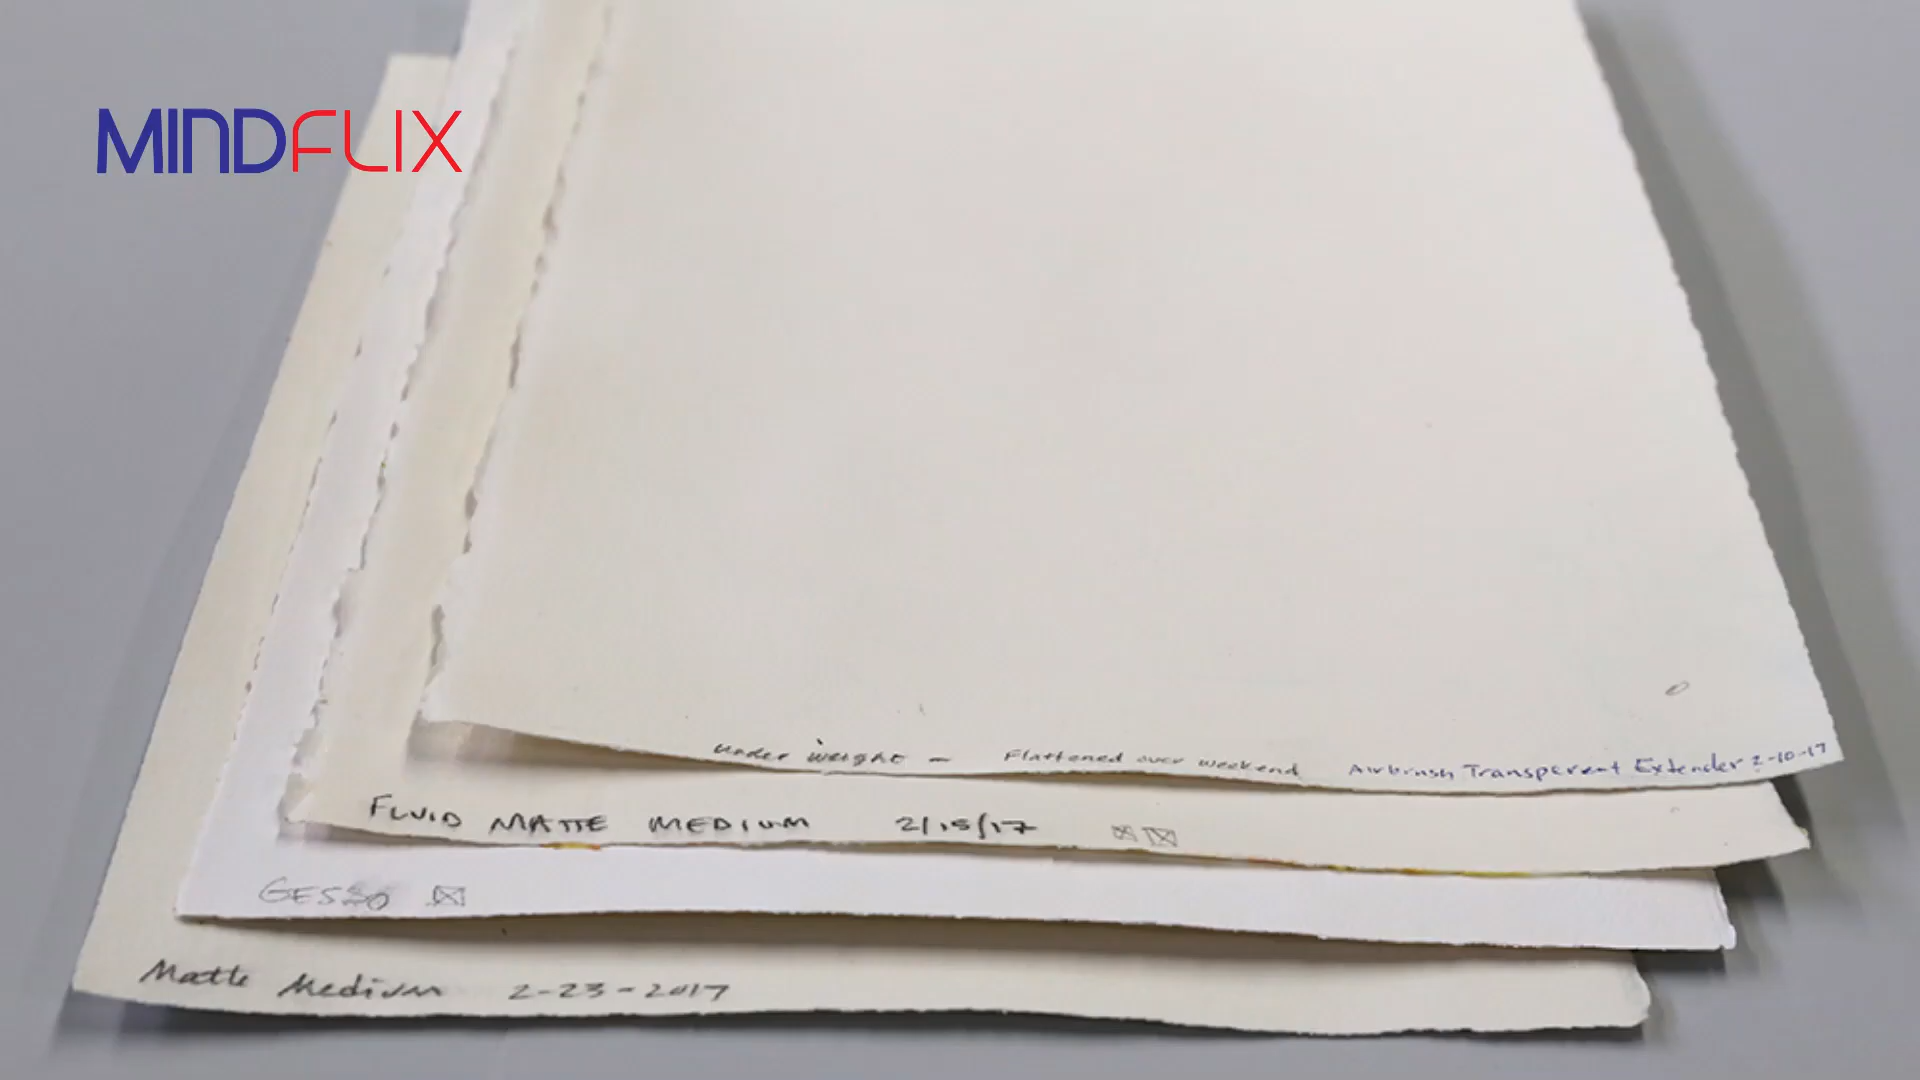 MINDFLIX
under weight – Flattened over weekend Airbrush Transparent Extender 2-10-17
FLUID MATTE MEDIUM 2/15/17
GESSO
Matte Medium 2-23-2017